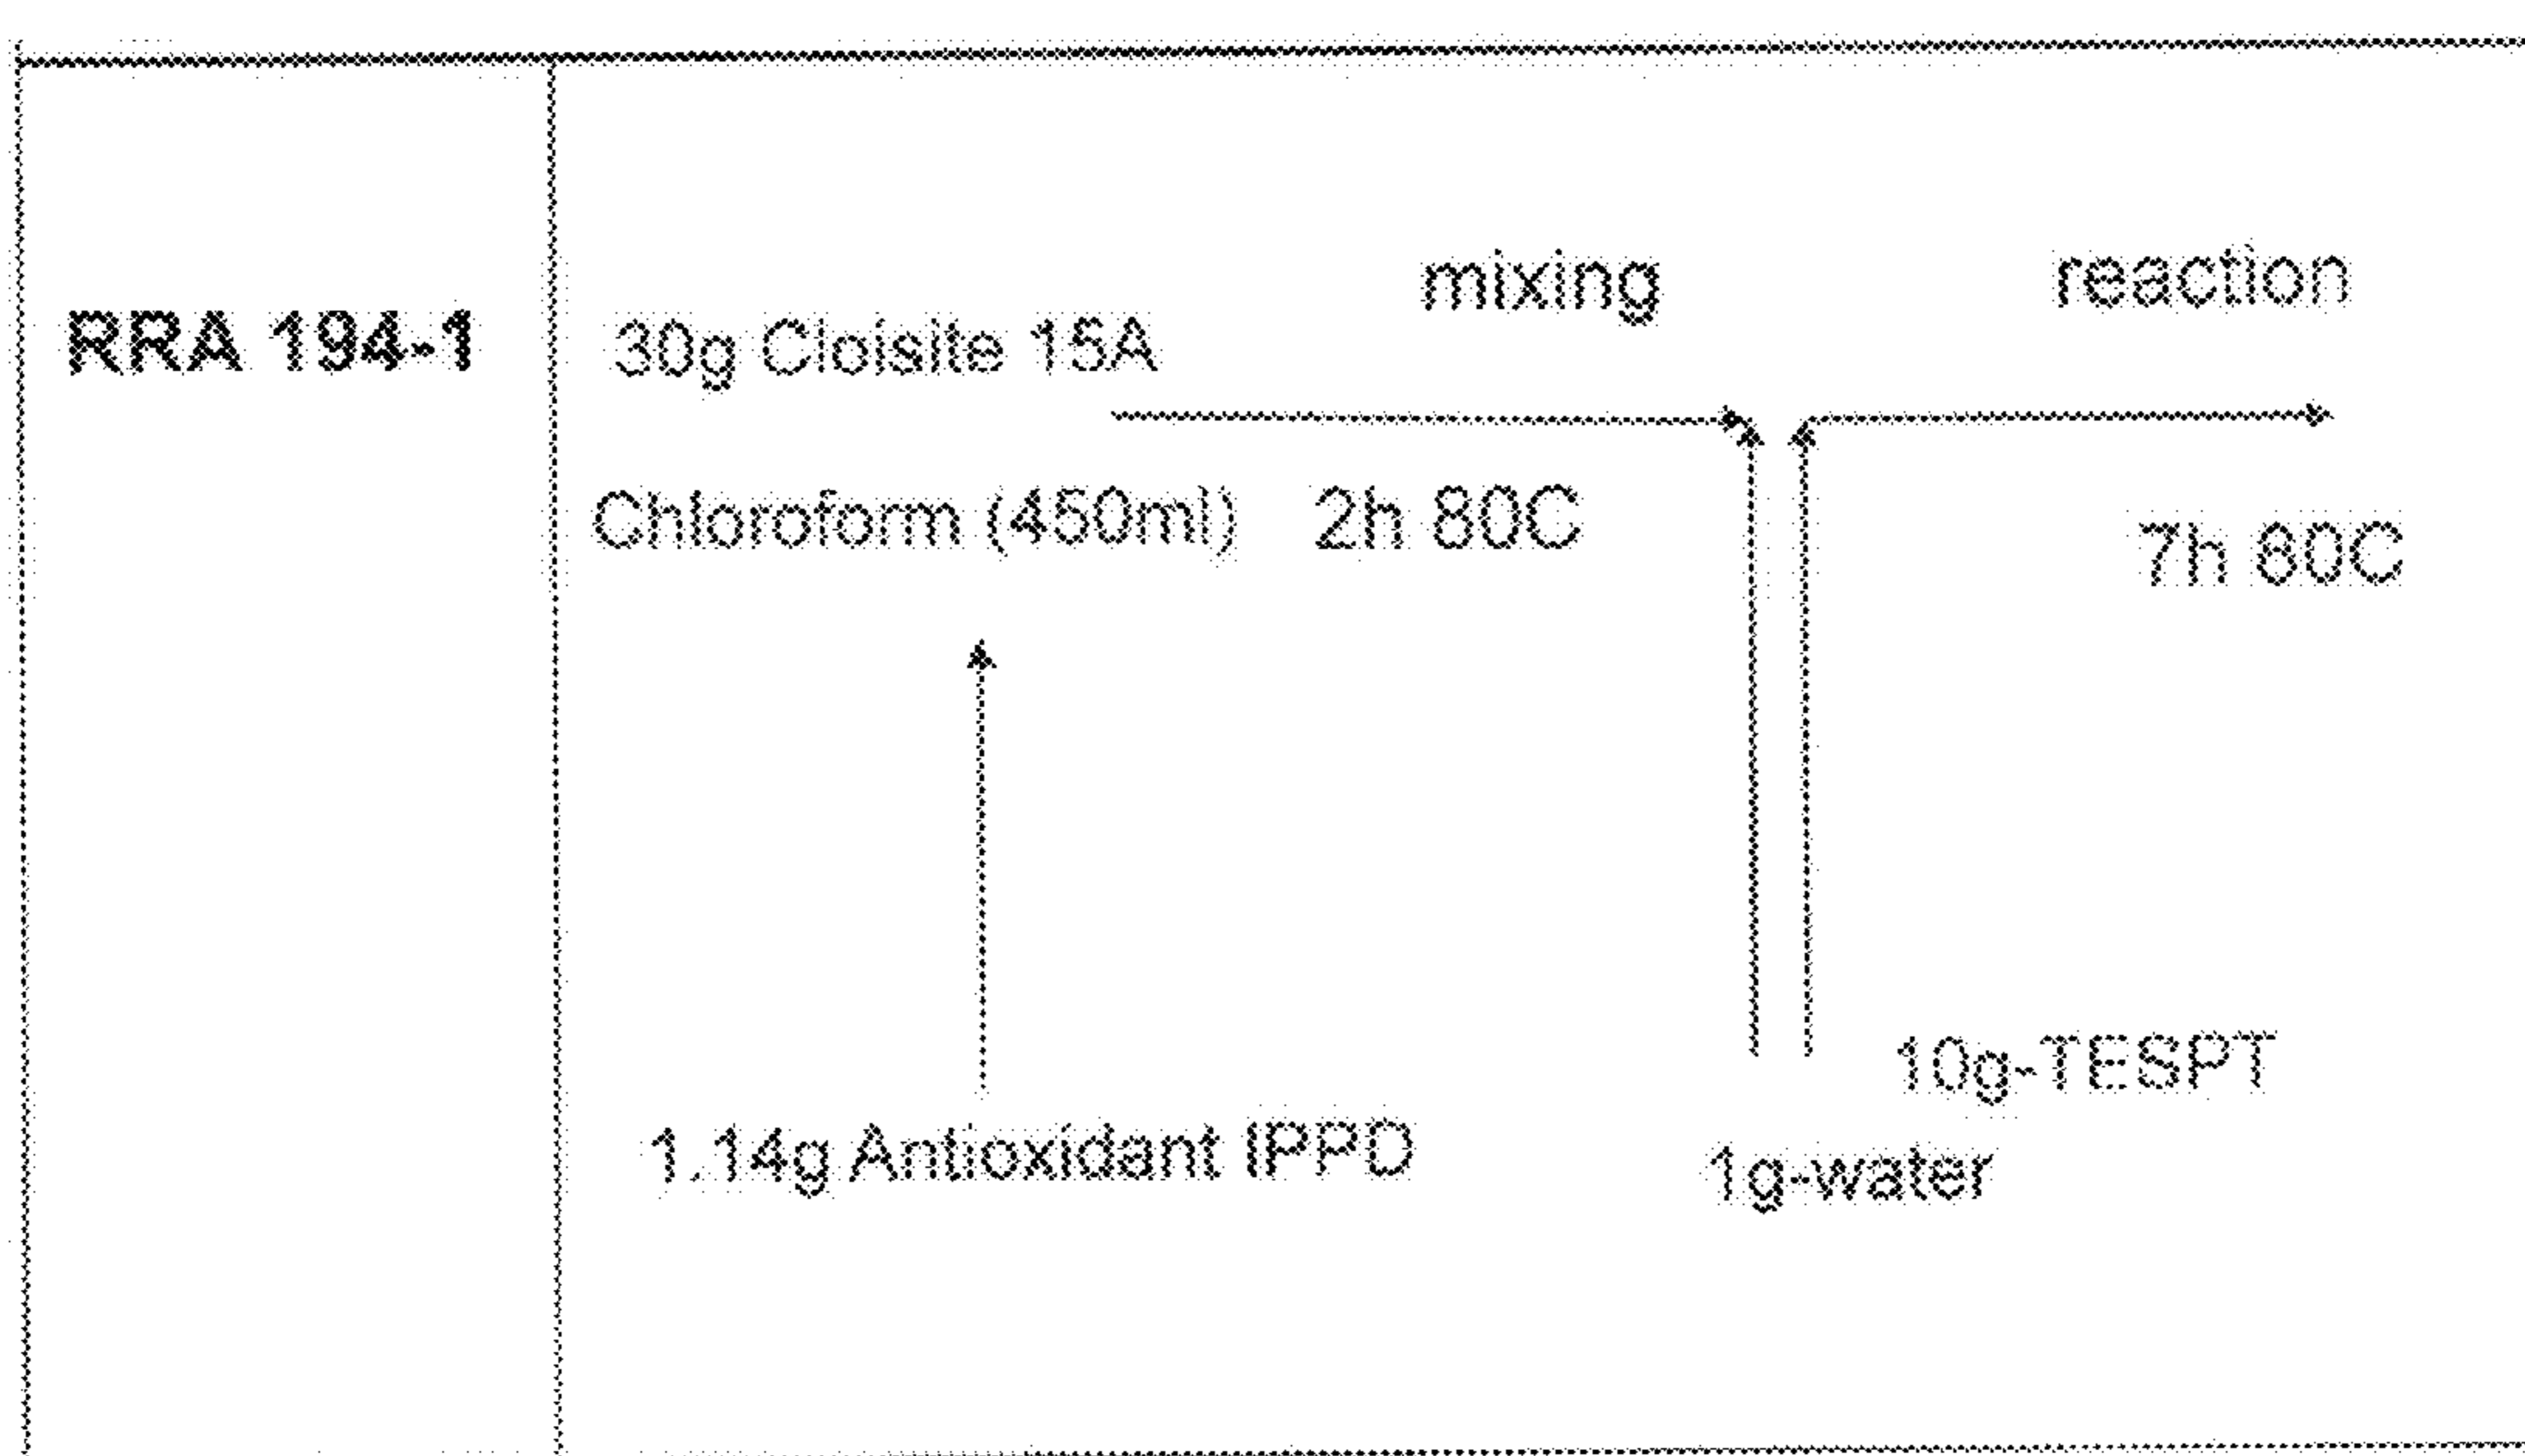 RRA 194-1
mixing
reaction
30g Cloisite 15A
Chloroform (450ml)
2h 80C
7h 60C
1.14g Antioxidant IPPD
10g-TESPT
1g-water